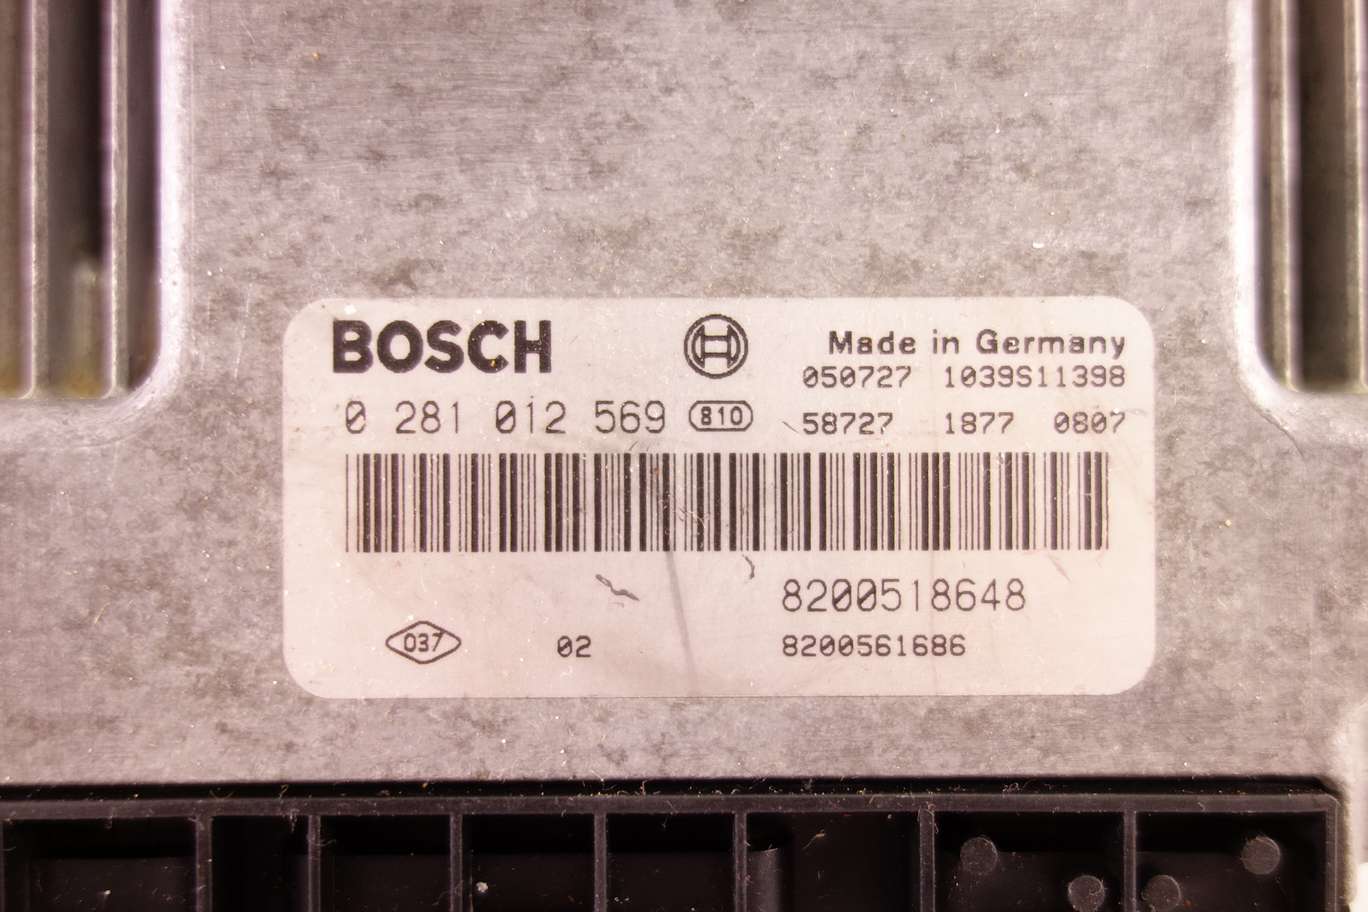 BOSCH
Made in Germany
050727 1039S11398
0 281 012 569 810
58727 1877 0807
8200518648
037 02 8200561686